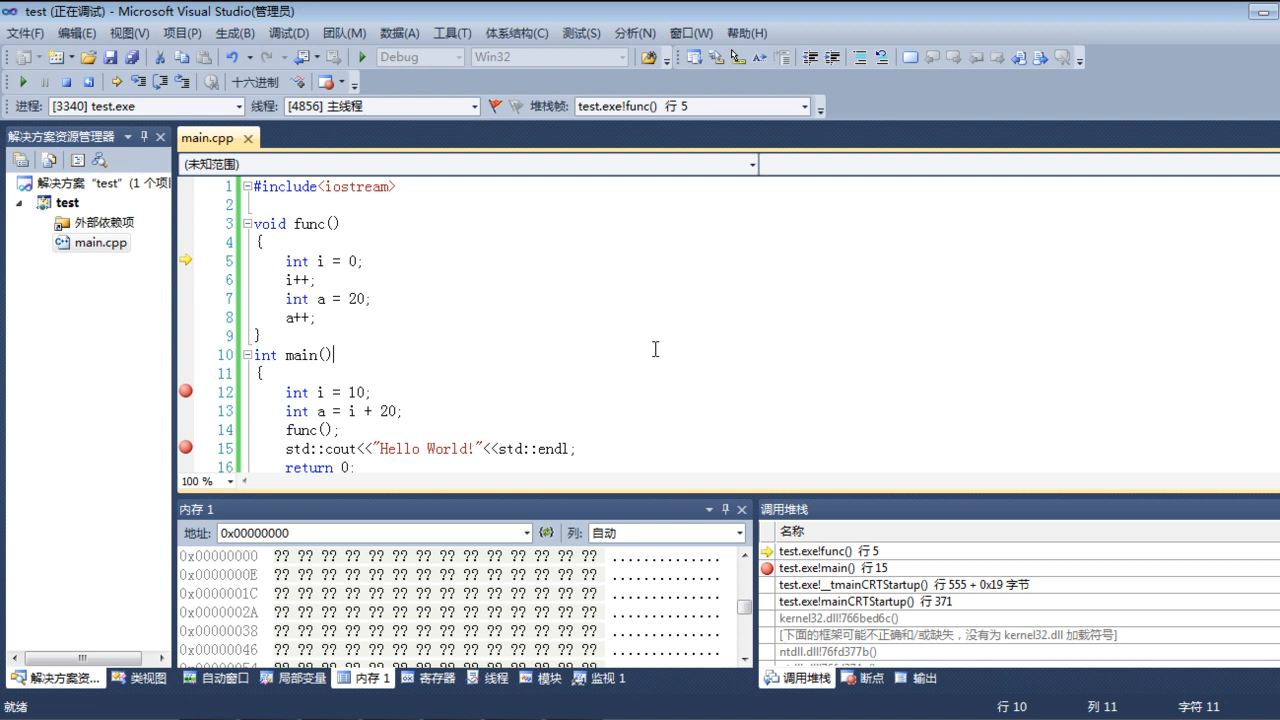 test (正在调试) - Microsoft Visual Studio(管理员)
文件(F) 编辑(E) 视图(V) 项目(P) 生成(B) 调试(D) 团队(M) 数据(A) 工具(T) 体系结构(C) 测试(S) 分析(N) 窗口(W) 帮助(H)
Debug Win32
十六进制
进程: [3340] test.exe 线程: [4856] 主线程 堆栈帧: test.exe!func() 行 5
解决方案资源管理器
解决方案 "test" (1 个项
test
外部依赖项
main.cpp
main.cpp
(未知范围)
1 #include<iostream>
2
3 void func()
4 {
5 int i = 0;
6 i++;
7 int a = 20;
8 a++;
9 }
10 int main()
11 {
12 int i = 10;
13 int a = i + 20;
14 func();
15 std::cout<<"Hello World!"<<std::endl;
16 return 0;
100 %
内存 1
地址: 0x00000000 列: 自动
0x00000000 ?? ?? ?? ?? ?? ?? ?? ?? ?? ?? ?? ?? ?? ?? ..............
0x0000000E ?? ?? ?? ?? ?? ?? ?? ?? ?? ?? ?? ?? ?? ?? ..............
0x0000001C ?? ?? ?? ?? ?? ?? ?? ?? ?? ?? ?? ?? ?? ?? ..............
0x0000002A ?? ?? ?? ?? ?? ?? ?? ?? ?? ?? ?? ?? ?? ?? ..............
0x00000038 ?? ?? ?? ?? ?? ?? ?? ?? ?? ?? ?? ?? ?? ?? ..............
0x00000046 ?? ?? ?? ?? ?? ?? ?? ?? ?? ?? ?? ?? ?? ?? ..............
0x00000054 ?? ?? ?? ?? ?? ?? ?? ?? ?? ?? ?? ?? ?? ?? ..............
调用堆栈
名称
test.exe!func() 行 5
test.exe!main() 行 15
test.exe!__tmainCRTStartup() 行 555 + 0x19 字节
test.exe!mainCRTStartup() 行 371
kernel32.dll!766bed6c()
[下面的框架可能不正确和/或缺失，没有为 kernel32.dll 加载符号]
ntdll.dll!76fd377b()
解决方案资... 类视图 自动窗口 局部变量 内存 1 寄存器 线程 模块 监视 1
调用堆栈 断点 输出
就绪 行 10 列 11 字符 11